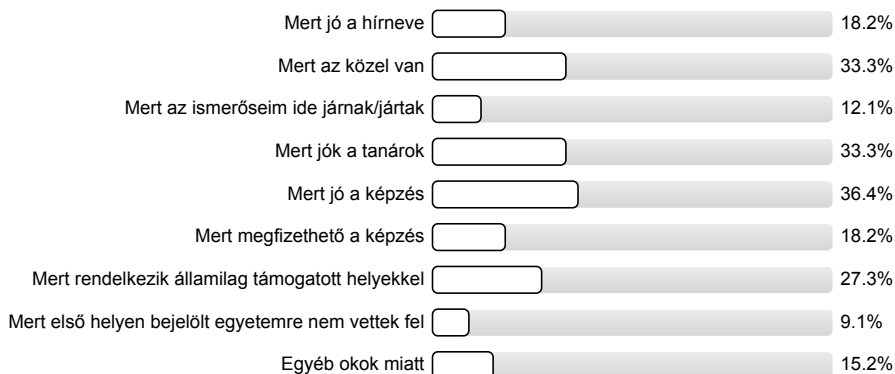 Mert jó a hírneve 18.2%
Mert az közel van 33.3%
Mert az ismerőseim ide járnak/jártak 12.1%
Mert jók a tanárok 33.3%
Mert jó a képzés 36.4%
Mert megfizethető a képzés 18.2%
Mert rendelkezik államilag támogatott helyekkel 27.3%
Mert első helyen bejelölt egyetemre nem vettek fel 9.1%
Egyéb okok miatt 15.2%